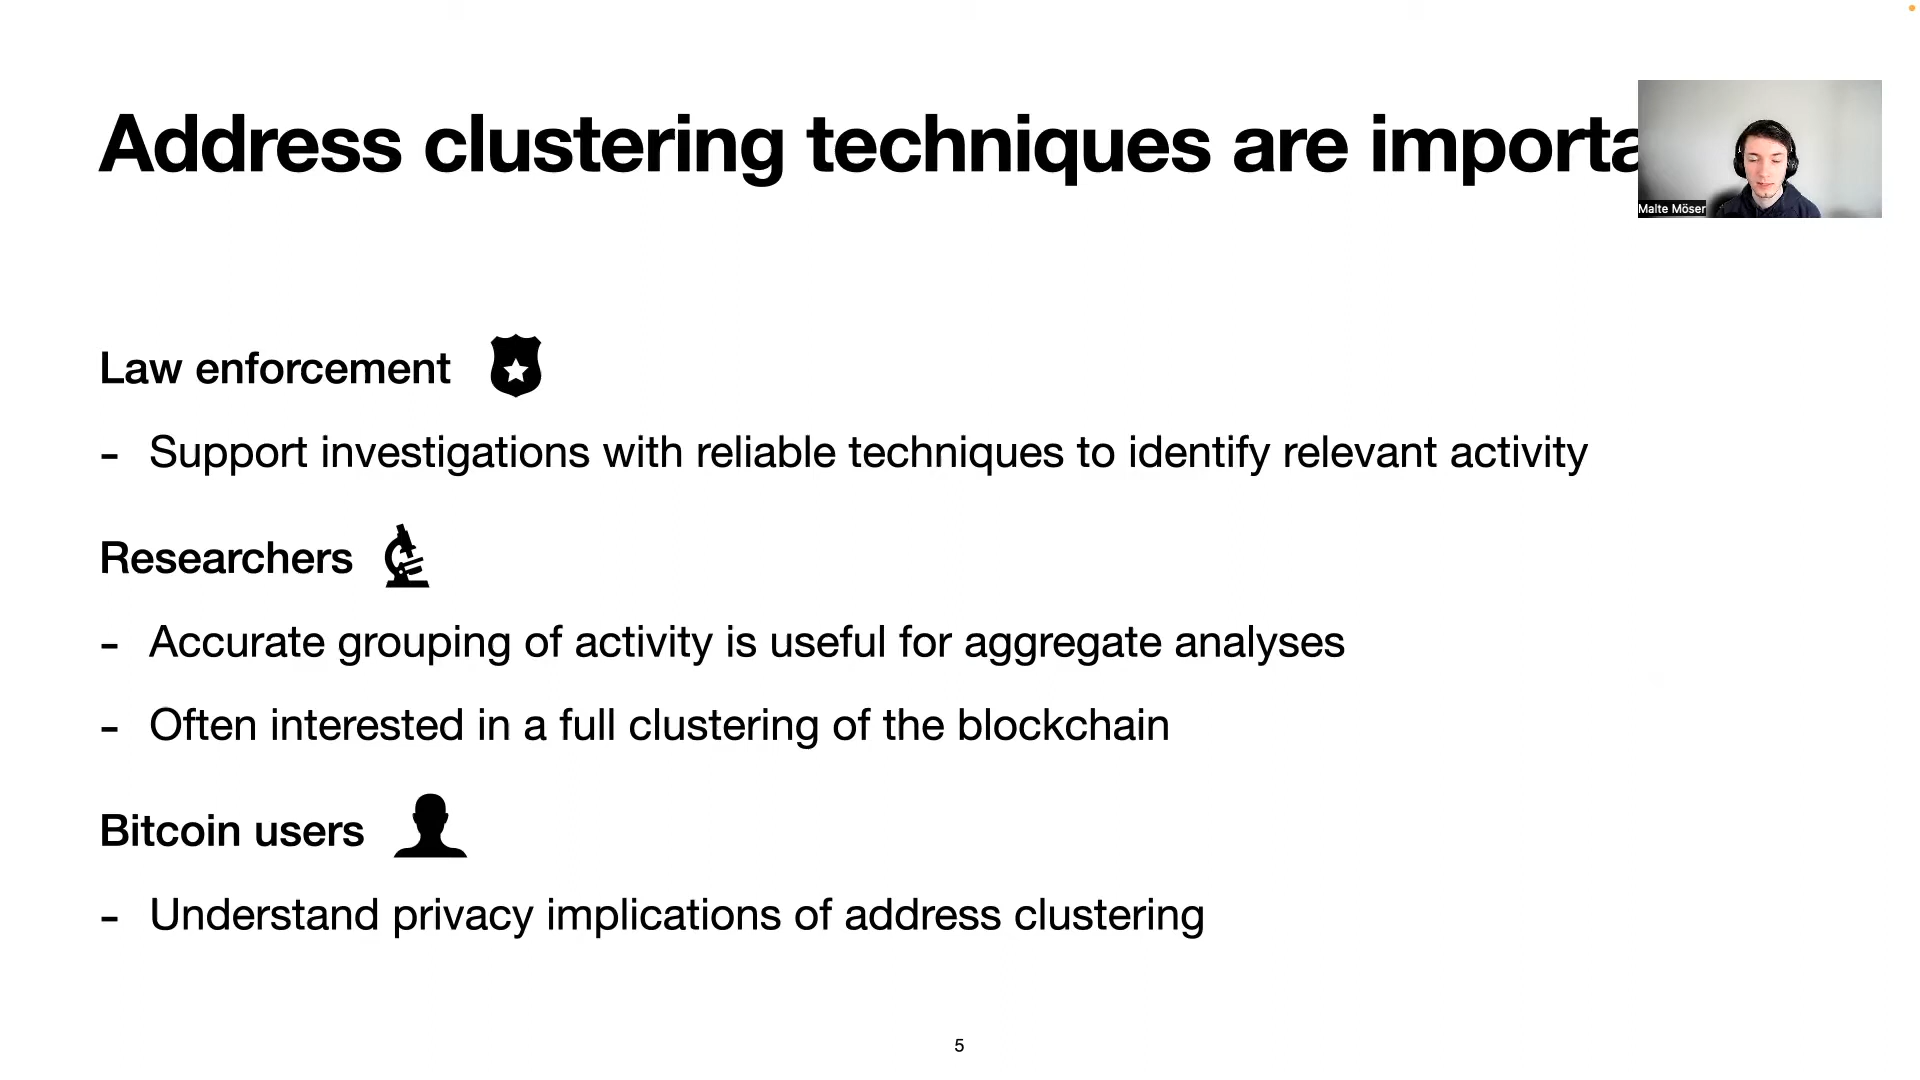 Address clustering techniques are importa
Malte Möser
Law enforcement
- Support investigations with reliable techniques to identify relevant activity
Researchers
- Accurate grouping of activity is useful for aggregate analyses
- Often interested in a full clustering of the blockchain
Bitcoin users
- Understand privacy implications of address clustering
5